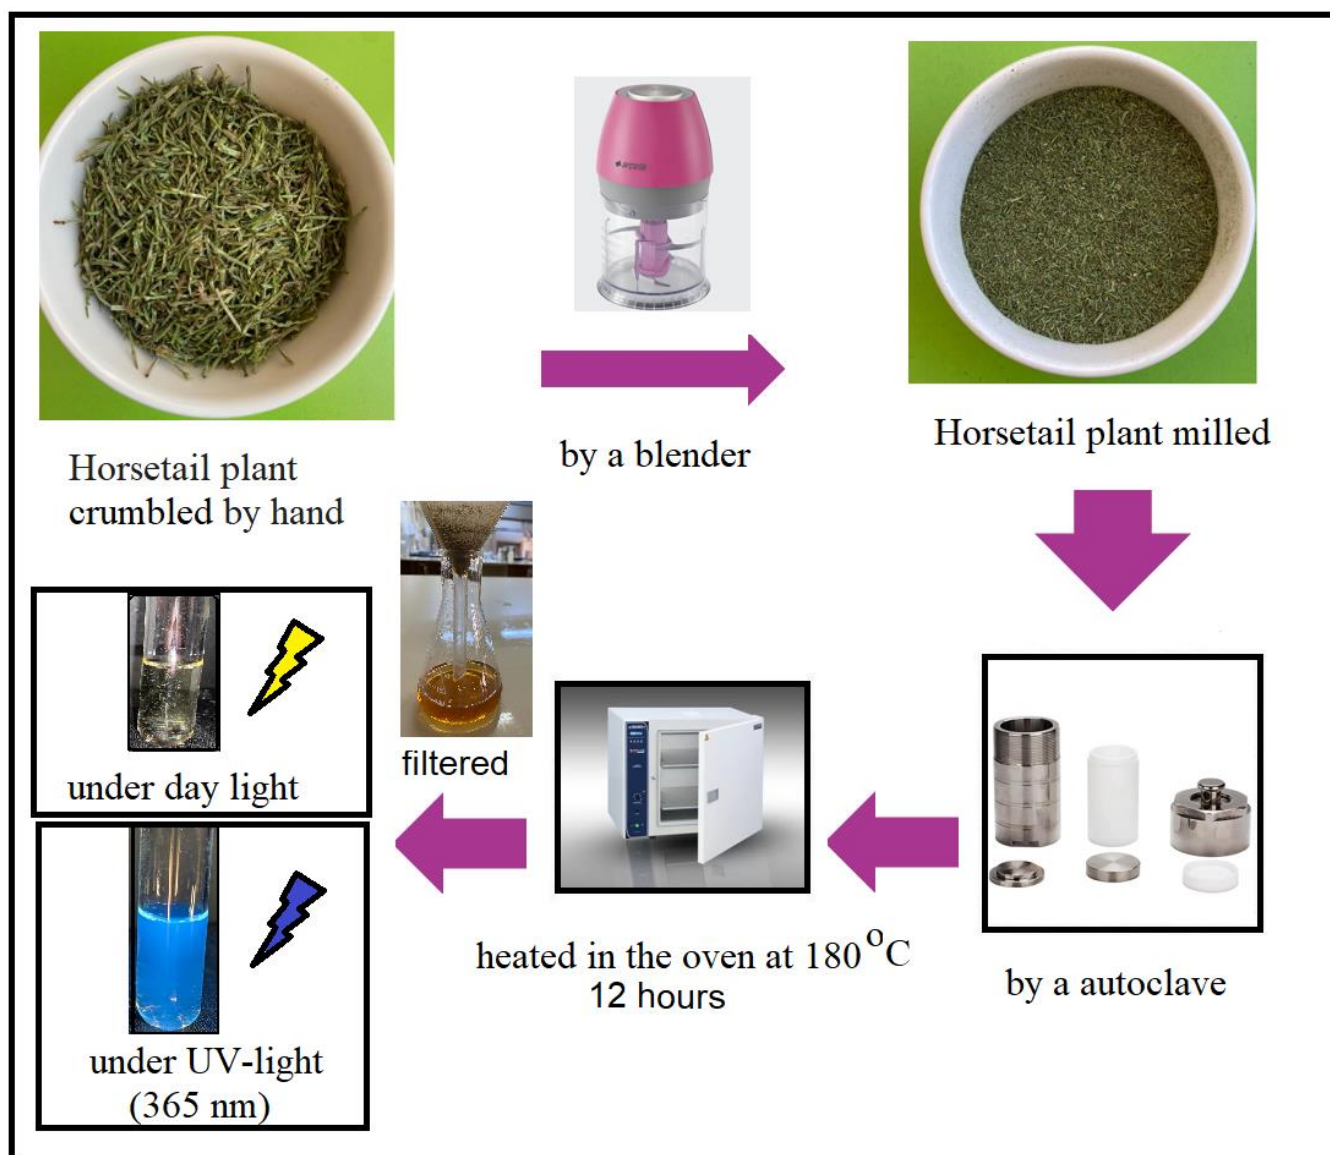 Horsetail plant
crumbled by hand
by a blender
Horsetail plant milled
by a autoclave
heated in the oven at 180 °C
12 hours
filtered
under day light
under UV-light
(365 nm)